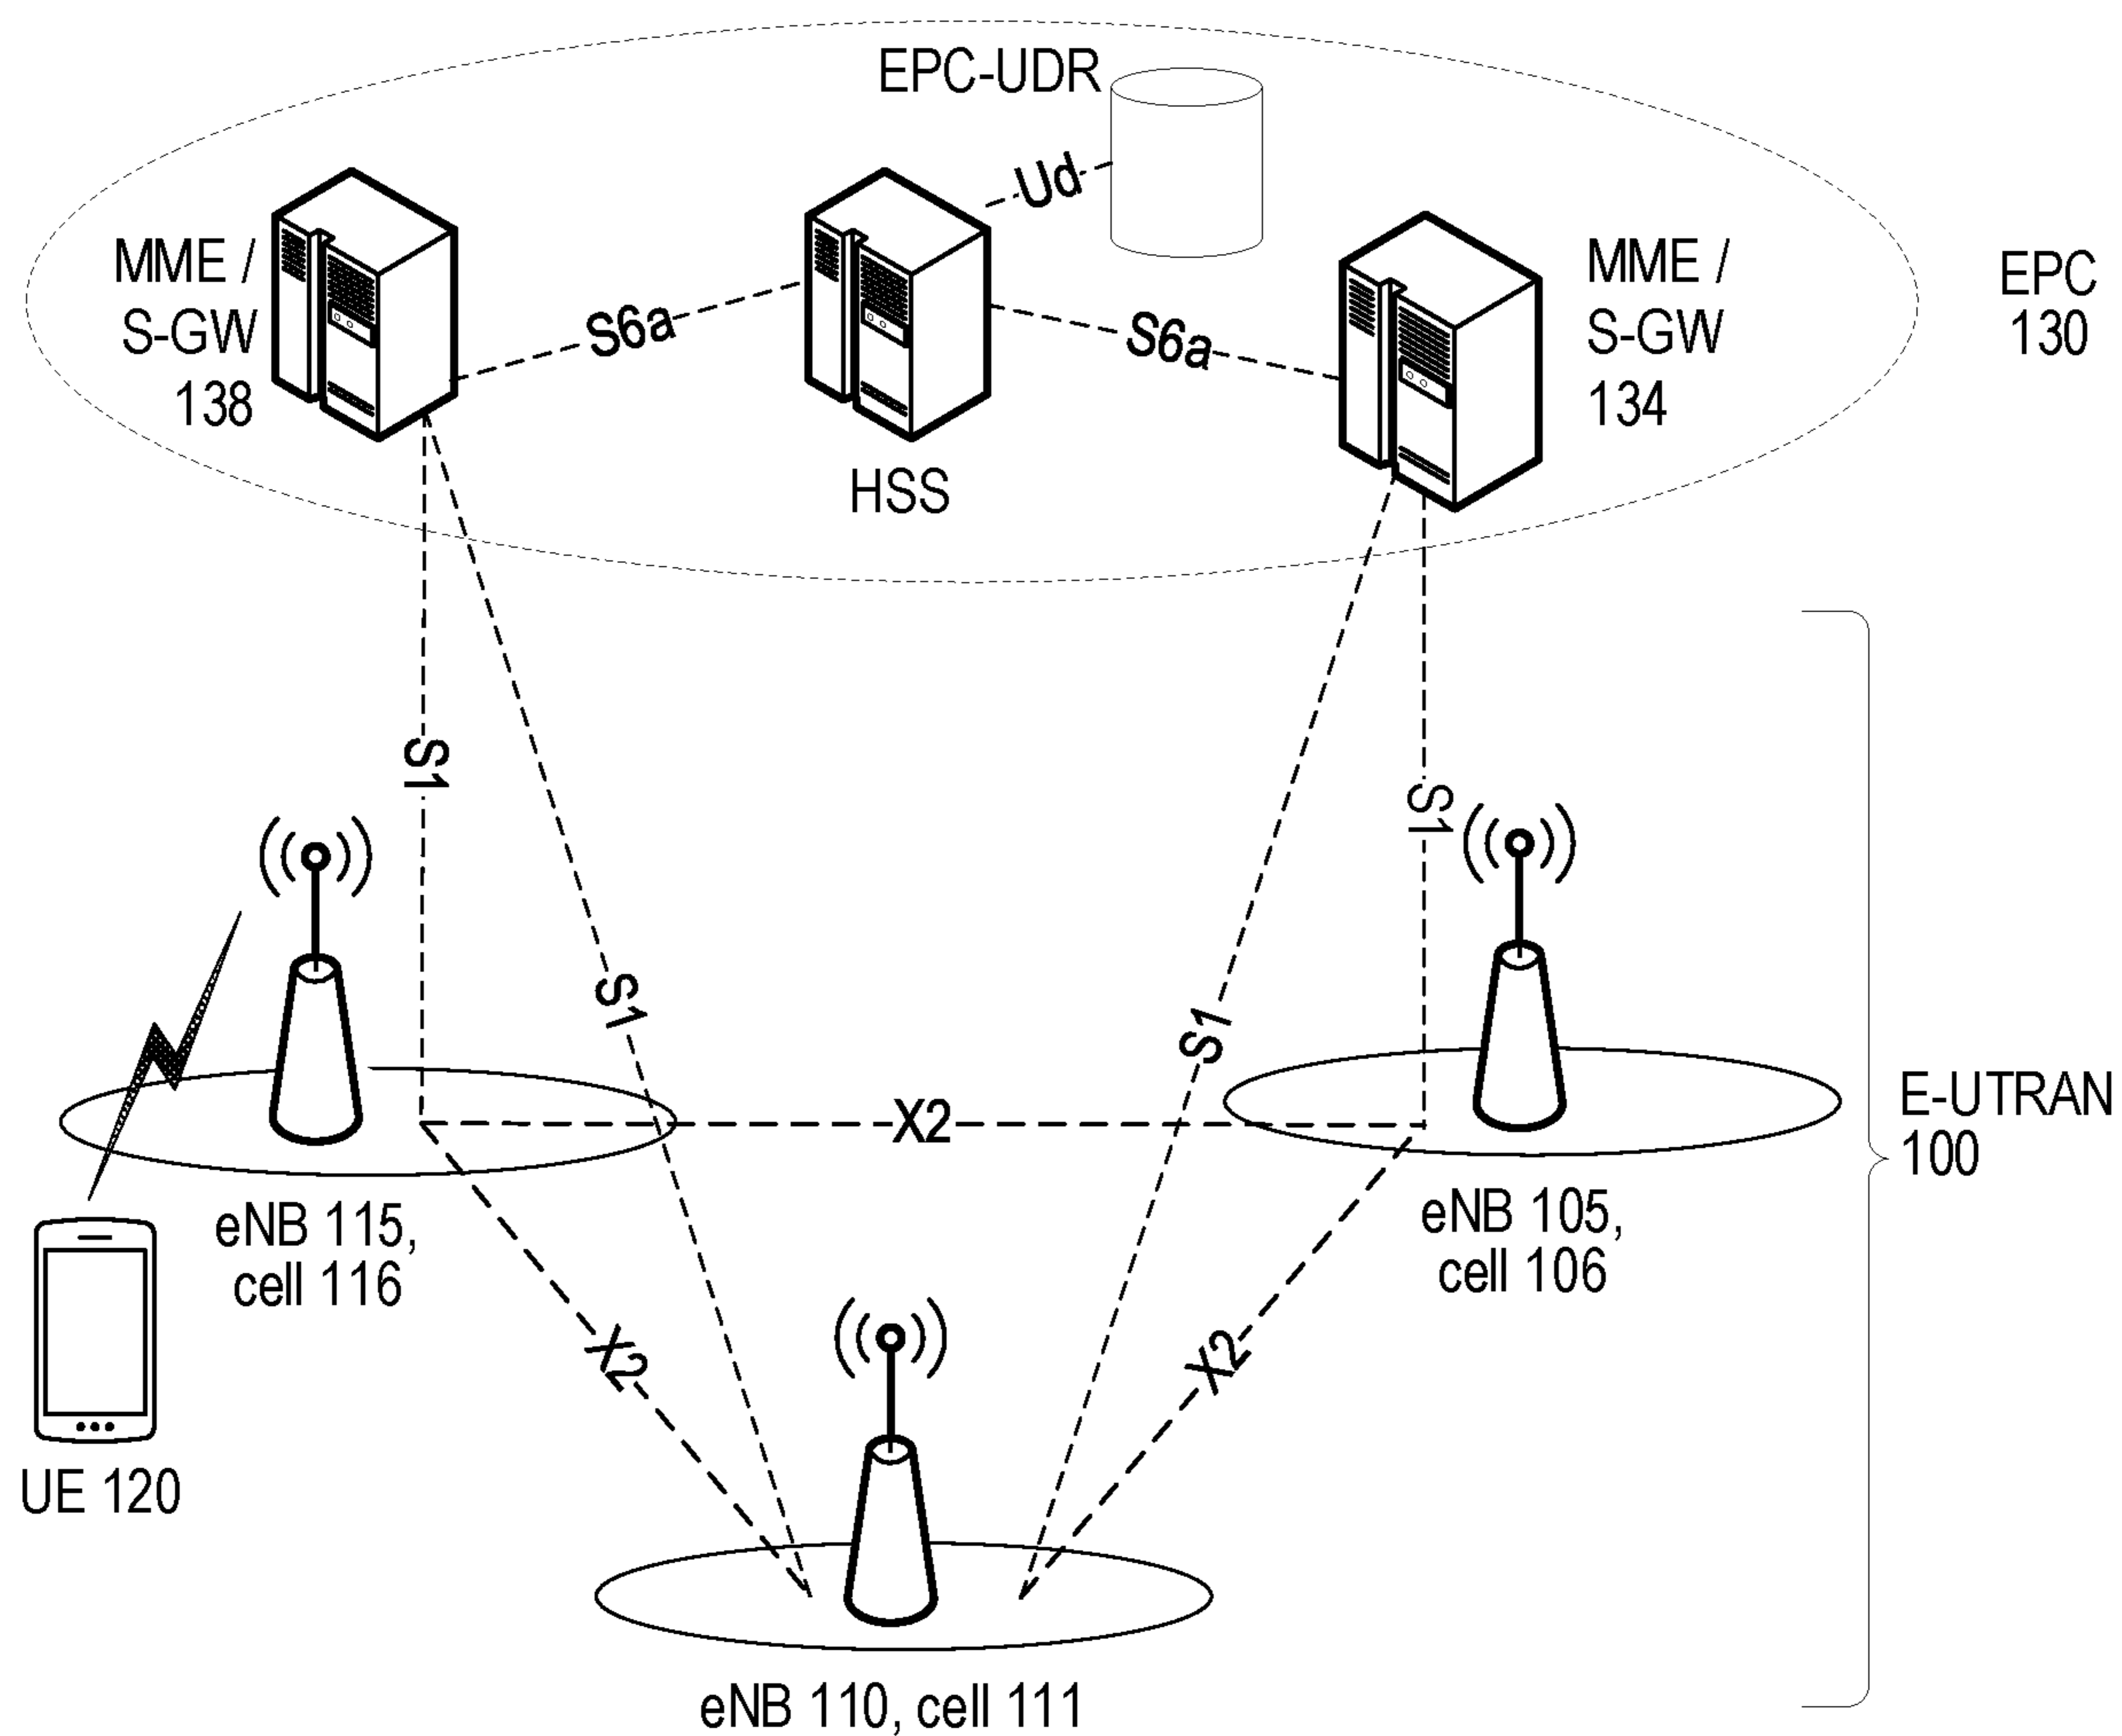 EPC-UDR
Ud
MME /
S-GW
138
S6a
HSS
S6a
MME /
S-GW
134
EPC
130
S1
S1
S1
S1
X2
E-UTRAN
100
eNB 115,
cell 116
eNB 105,
cell 106
X2
X2
UE 120
eNB 110, cell 111